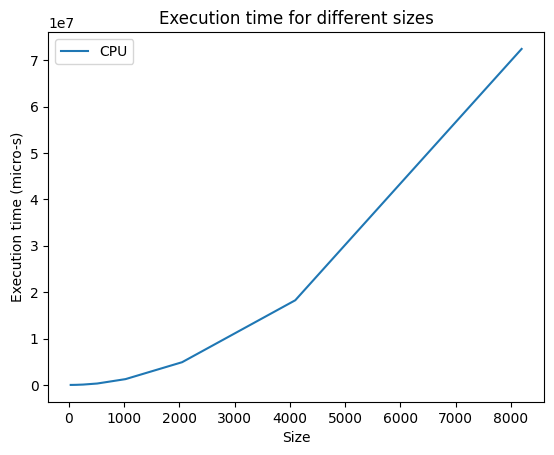 Execution time for different sizes
1e7
CPU
7
6
5
4
3
2
1
0
Execution time (micro-s)
0 1000 2000 3000 4000 5000 6000 7000 8000
Size